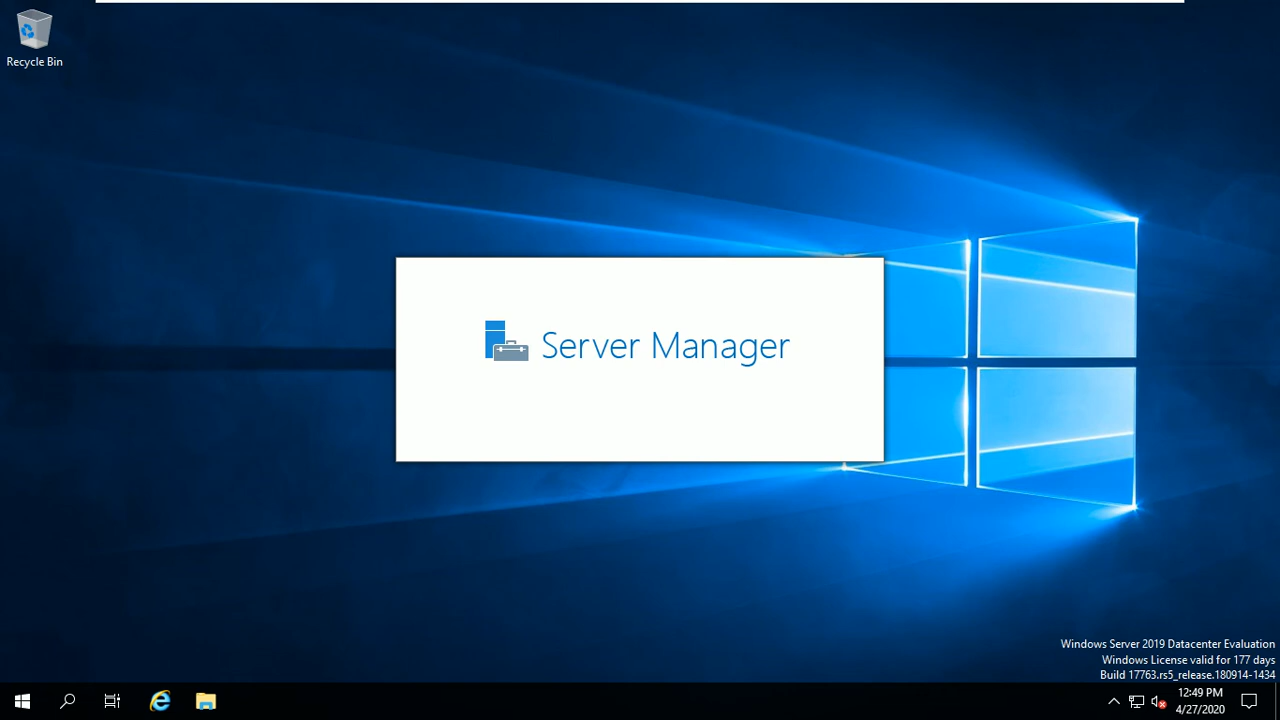 Recycle Bin
Server Manager
Windows Server 2019 Datacenter Evaluation
Windows License valid for 177 days
Build 17763.rs5_release.180914-1434
12:49 PM
4/27/2020